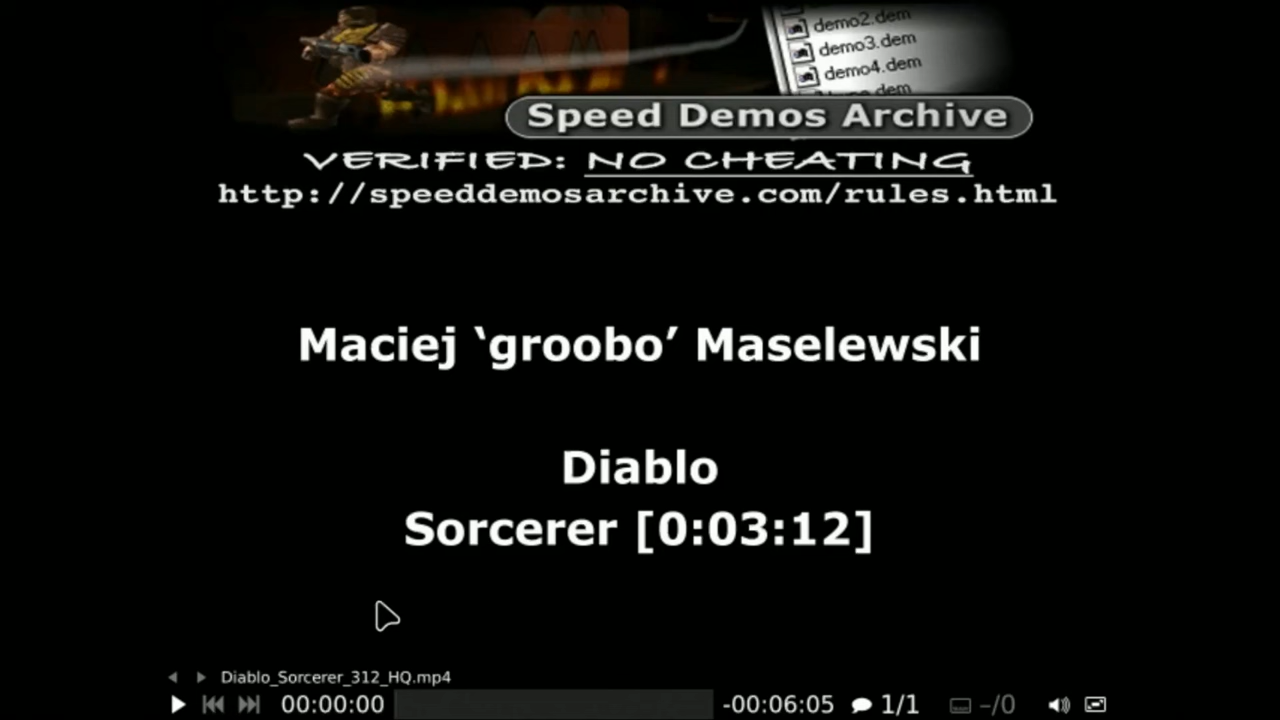 demo2.dem
demo3.dem
demo4.dem
Speed Demos Archive
VERIFIED: NO CHEATING
http://speeddemosarchive.com/rules.html
Maciej ‘groobo’ Maselewski
Diablo
Sorcerer [0:03:12]
Diablo_Sorcerer_312_HQ.mp4
00:00:00 -00:06:05 1/1 –/0